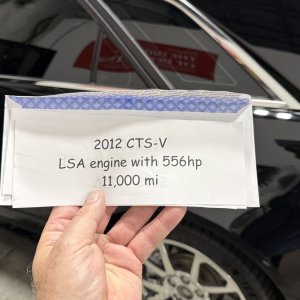 2012 CTS-V
LSA engine with 556hp
11,000 mi